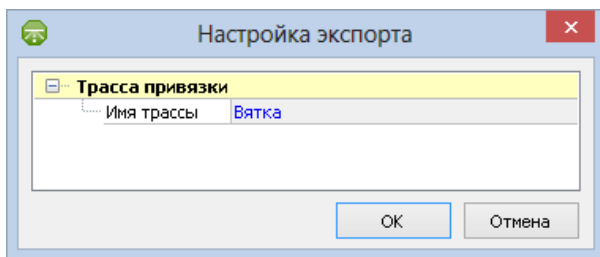 Настройка экспорта
Трасса привязки
Имя трассы Вятка
OK Отмена